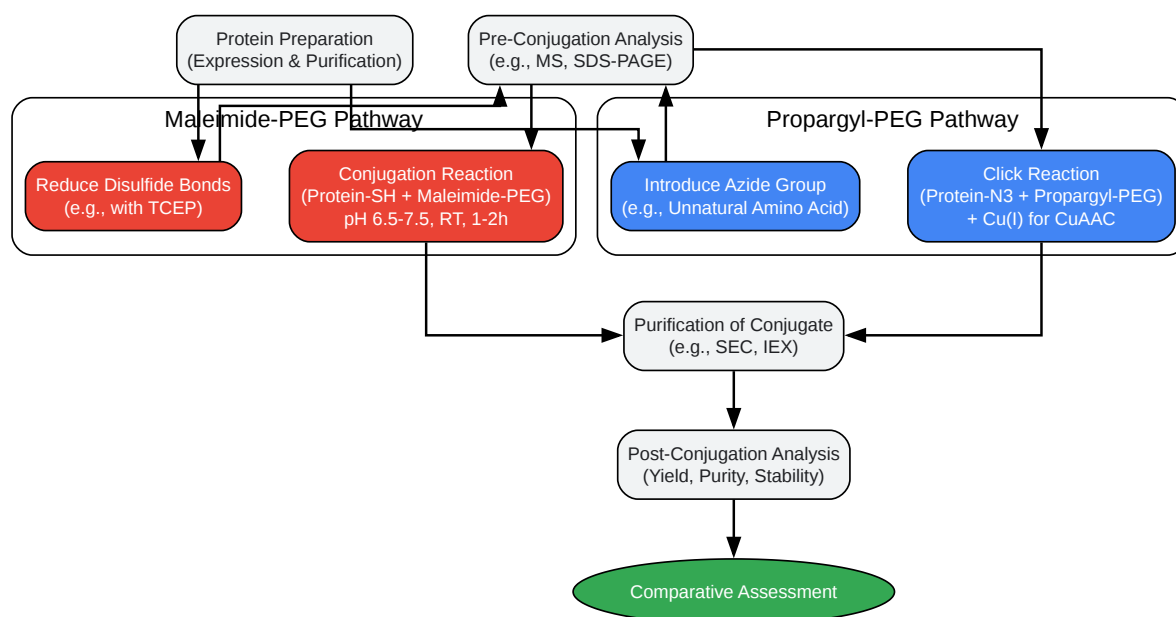 Protein Preparation
(Expression & Purification)
Pre-Conjugation Analysis
(e.g., MS, SDS-PAGE)
Maleimide-PEG Pathway
Propargyl-PEG Pathway
Reduce Disulfide Bonds
(e.g., with TCEP)
Conjugation Reaction
(Protein-SH + Maleimide-PEG)
pH 6.5-7.5, RT, 1-2h
Introduce Azide Group
(e.g., Unnatural Amino Acid)
Click Reaction
(Protein-N3 + Propargyl-PEG)
+ Cu(I) for CuAAC
Purification of Conjugate
(e.g., SEC, IEX)
Post-Conjugation Analysis
(Yield, Purity, Stability)
Comparative Assessment